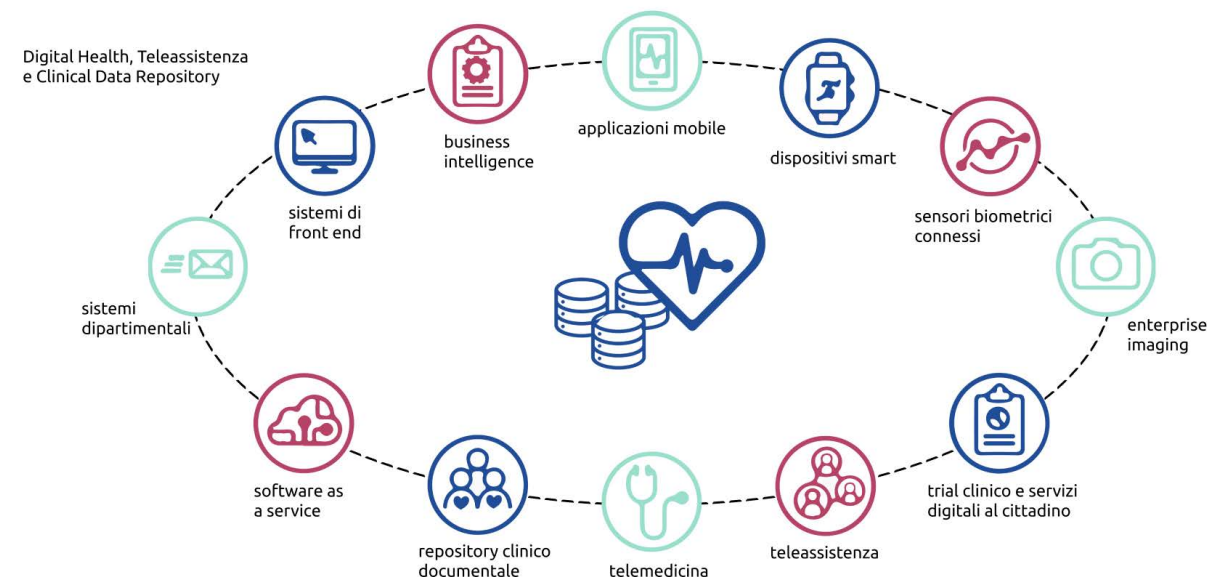 Digital Health, Teleassistenza
e Clinical Data Repository
business
intelligence
applicazioni mobile
dispositivi smart
sensori biometrici
connessi
enterprise
imaging
trial clinico e servizi
digitali al cittadino
teleassistenza
telemedicina
repository clinico
documentale
software as
a service
sistemi
dipartimentali
sistemi di
front end